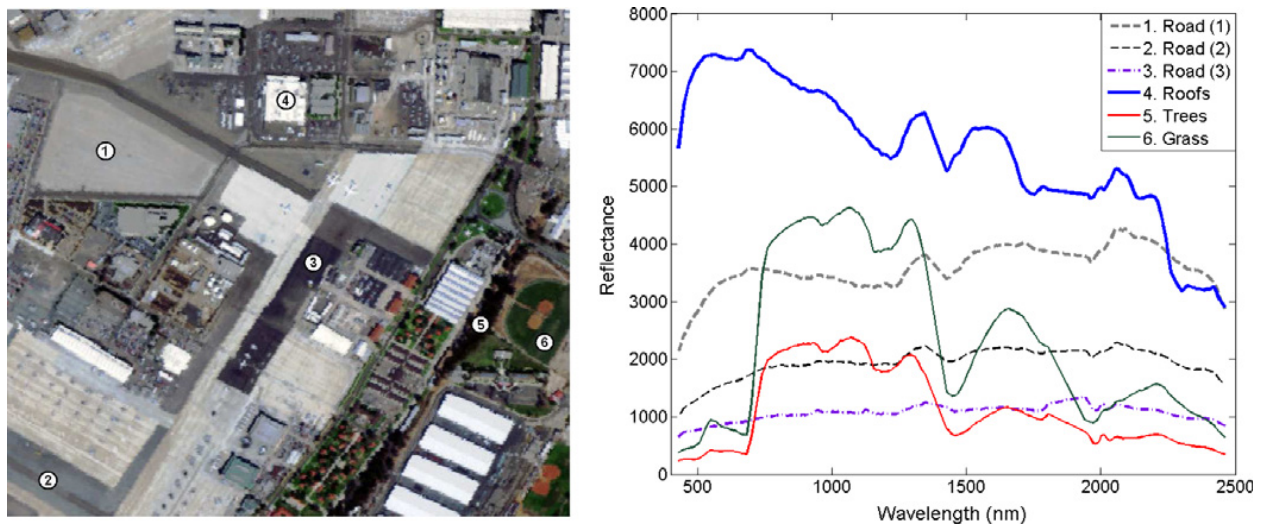 1
2
3
4
5
6
8000
7000
6000
5000
4000
3000
2000
1000
0
Reflectance
500
1000
1500
2000
2500
Wavelength (nm)
1. Road (1)
2. Road (2)
3. Road (3)
4. Roofs
5. Trees
6. Grass